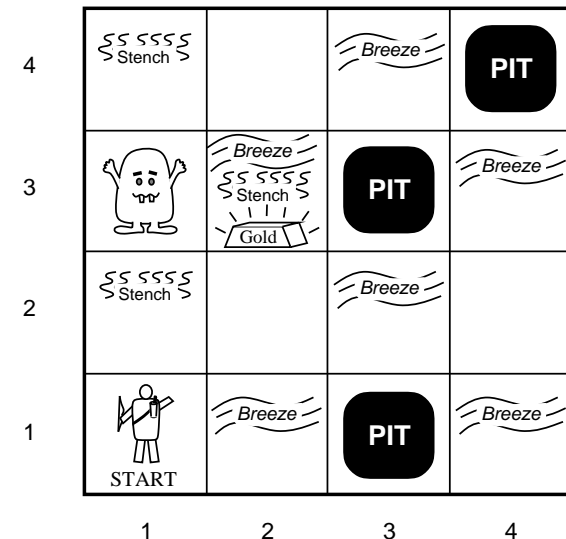 4
Stench
Breeze
PIT
3
Breeze
Stench
Gold
PIT
Breeze
2
Stench
Breeze
1
START
Breeze
PIT
Breeze
1 2 3 4